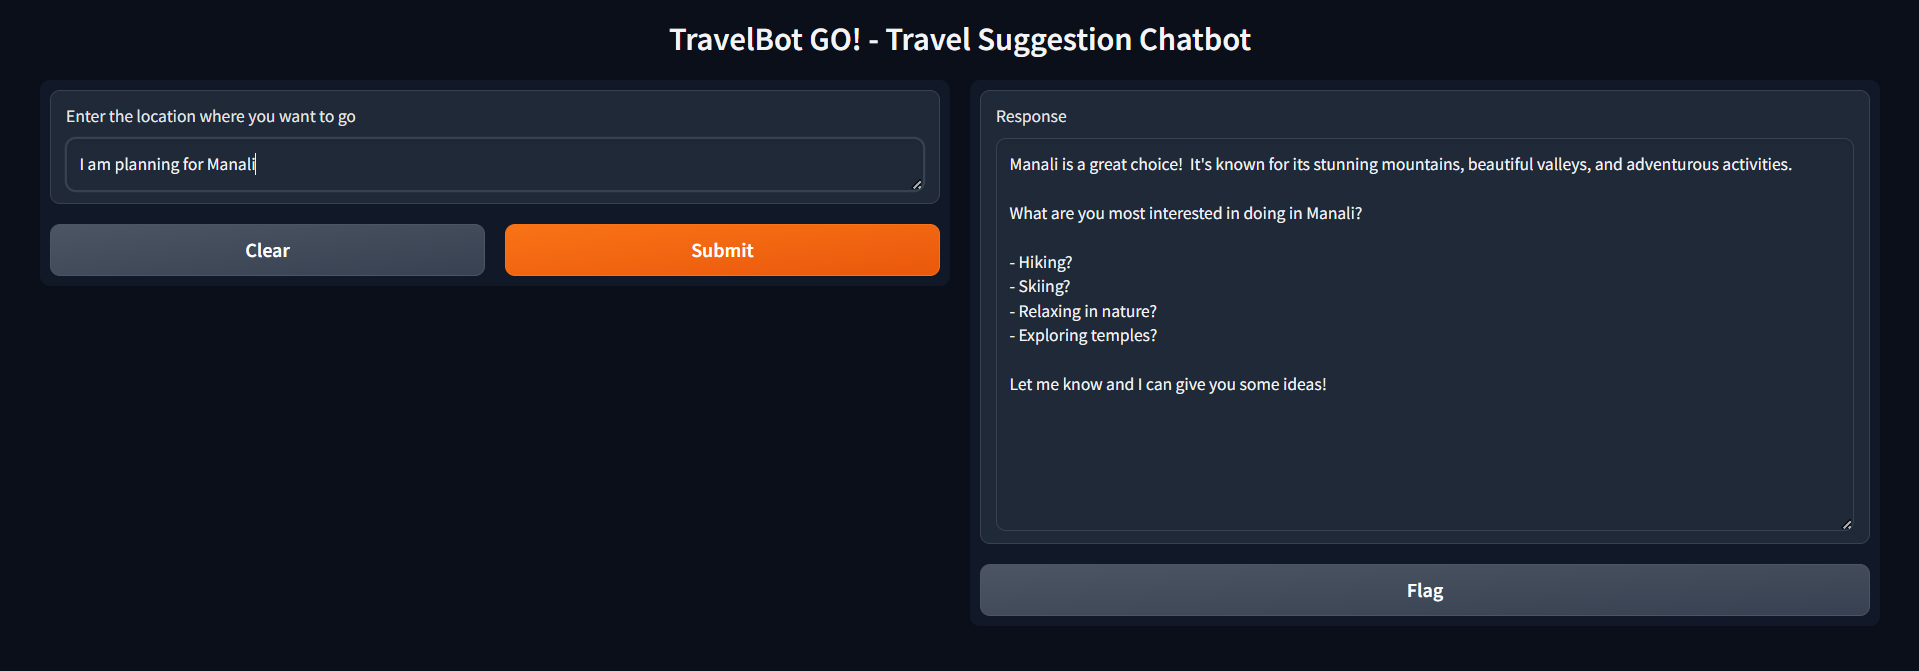 TravelBot GO! - Travel Suggestion Chatbot
Enter the location where you want to go
I am planning for Manali
Clear
Submit
Response
Manali is a great choice!  It's known for its stunning mountains, beautiful valleys, and adventurous activities.
What are you most interested in doing in Manali?
- Hiking?
- Skiing?
- Relaxing in nature?
- Exploring temples?
Let me know and I can give you some ideas!
Flag